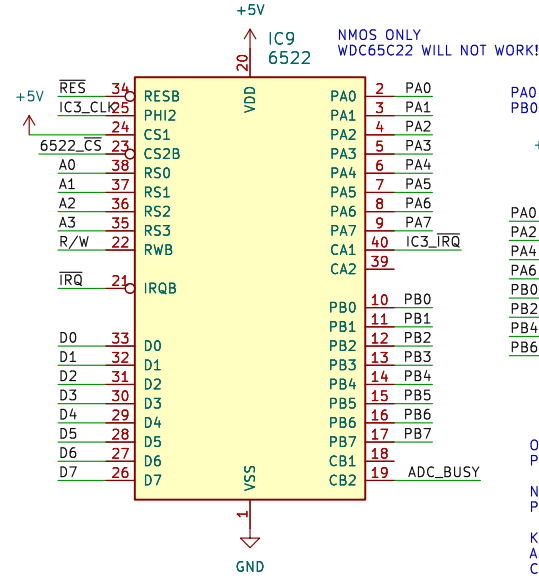 +5V
IC9
6522
NMOS ONLY
WDC65C22 WILL NOT WORK!
20
VDD
+5V
RES 34 RESB
IC3_CLK 25 PHI2
24 CS1
6522_CS 23 CS2B
A0 38 RS0
A1 37 RS1
A2 36 RS2
A3 35 RS3
R/W 22 RWB
IRQ 21 IRQB
D0 33 D0
D1 32 D1
D2 31 D2
D3 30 D3
D4 29 D4
D5 28 D5
D6 27 D6
D7 26 D7
PA0 2 PA0
PA1 3 PA1
PA2 4 PA2
PA3 5 PA3
PA4 6 PA4
PA5 7 PA5
PA6 8 PA6
PA7 9 PA7
CA1 40 IC3_IRQ
CA2 39
PB0 10 PB0
PB1 11 PB1
PB2 12 PB2
PB3 13 PB3
PB4 14 PB4
PB5 15 PB5
PB6 16 PB6
PB7 17 PB7
CB1 18
CB2 19 ADC_BUSY
VSS
1
GND
PA0
PB0
PA0
PA2
PA4
PA6
PB0
PB2
PB4
PB6